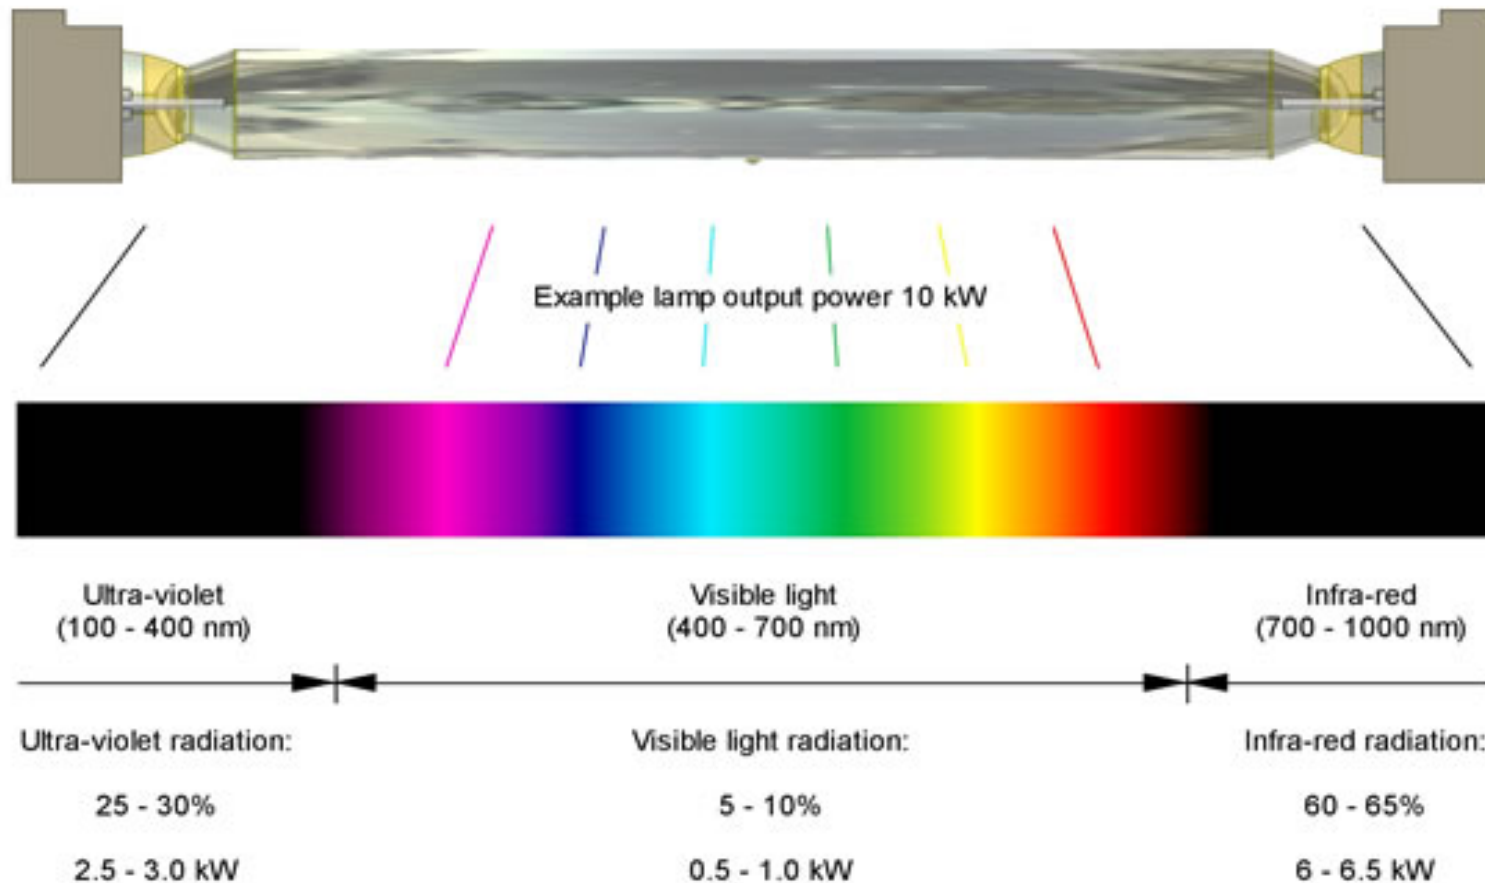 Example lamp output power 10 kW
Ultra-violet
(100 - 400 nm)
Visible light
(400 - 700 nm)
Infra-red
(700 - 1000 nm)
Ultra-violet radiation:
Visible light radiation:
Infra-red radiation:
25 - 30%
5 - 10%
60 - 65%
2.5 - 3.0 kW
0.5 - 1.0 kW
6 - 6.5 kW